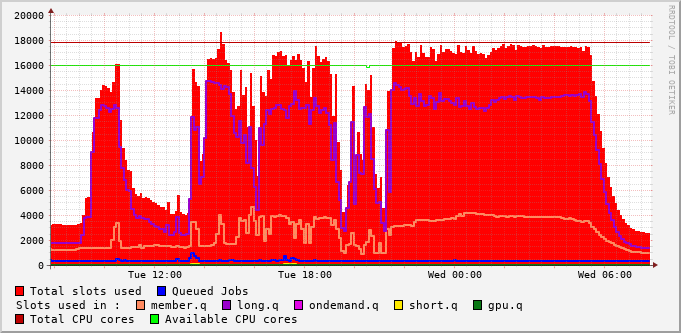 20000
18000
16000
14000
12000
10000
8000
6000
4000
2000
0
RRDTOOL / TOBI OETIKER
Tue 12:00 Tue 18:00 Wed 00:00 Wed 06:00
Total slots used Queued Jobs
Slots used in : member.q long.q ondemand.q short.q gpu.q
Total CPU cores Available CPU cores